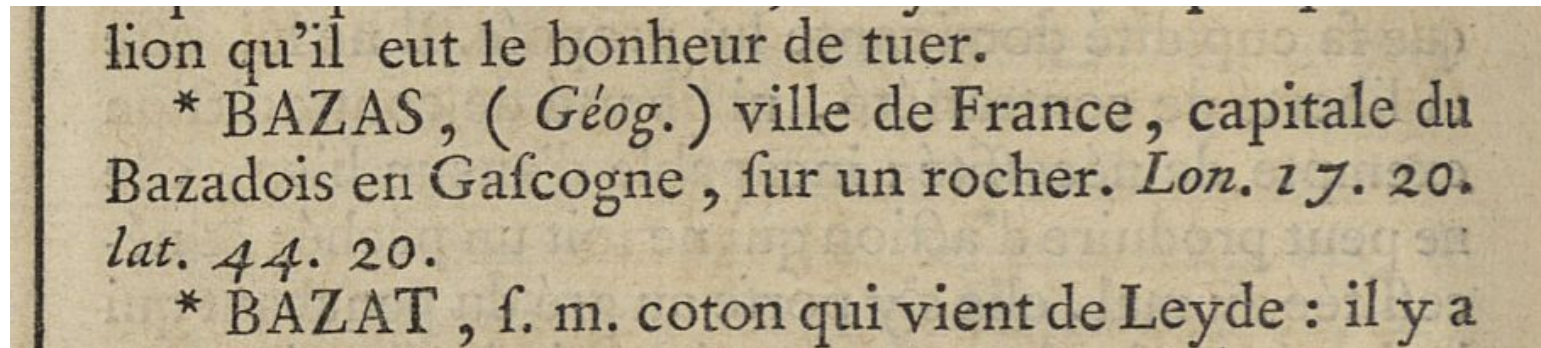 lion qu'il eut le bonheur de tuer.
* BAZAS, (Géog.) ville de France, capitale du
Bazadois en Gaſcogne, ſur un rocher. Lon. 17. 20.
lat. 44. 20.
* BAZAT, ſ. m. coton qui vient de Leyde : il y a